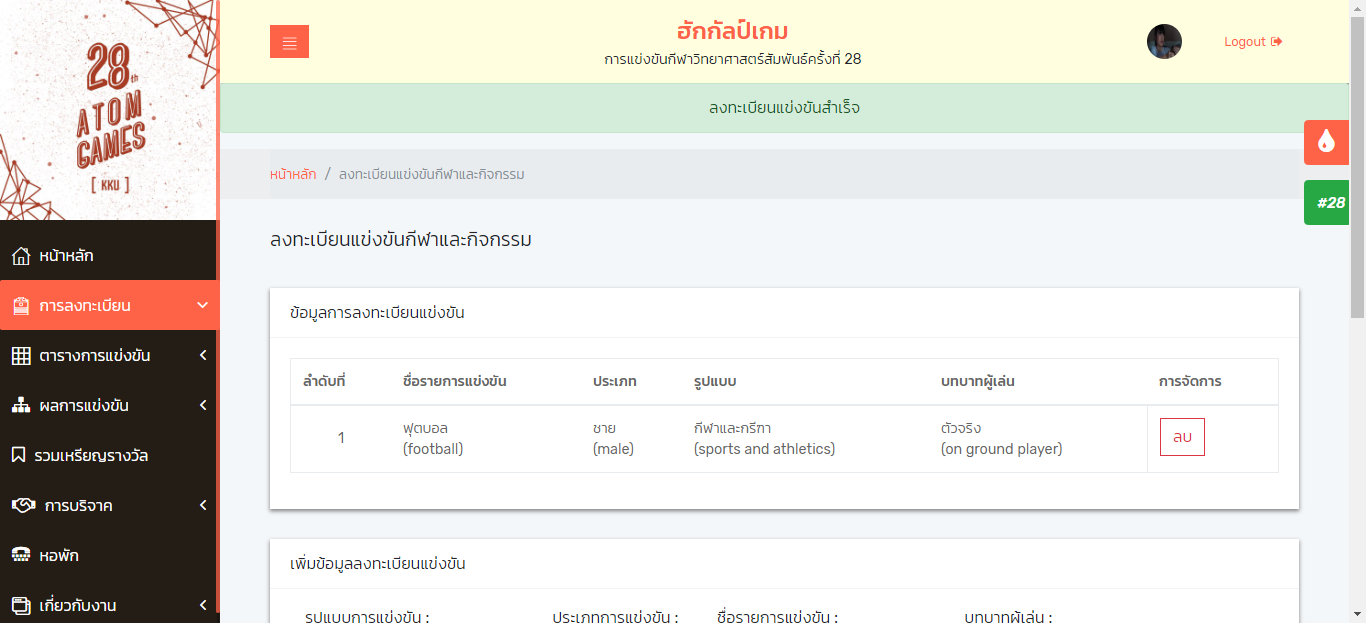 28th
ATOM
GAMES
[ KKU ]
หน้าหลัก
การลงทะเบียน
ตารางการแข่งขัน
ผลการแข่งขัน
รวมเหรียญรางวัล
การบริจาค
หอพัก
เกี่ยวกับงาน
ฮักกัลป์เกม
การแข่งขันกีฬาวิทยาศาสตร์สัมพันธ์ครั้งที่ 28
Logout
ลงทะเบียนแข่งขันสำเร็จ
#28
หน้าหลัก / ลงทะเบียนแข่งขันกีฬาและกิจกรรม
ลงทะเบียนแข่งขันกีฬาและกิจกรรม
ข้อมูลการลงทะเบียนแข่งขัน
ลำดับที่ ชื่อรายการแข่งขัน ประเภท รูปแบบ บทบาทผู้เล่น การจัดการ
1 ฟุตบอล ชาย กีฬาและกรีฑา ตัวจริง ลบ
(football) (male) (sports and athletics) (on ground player)
เพิ่มข้อมูลลงทะเบียนแข่งขัน
รูปแบบการแข่งขัน : ประเภทการแข่งขัน : ชื่อรายการแข่งขัน : บทบาทผู้เล่น :